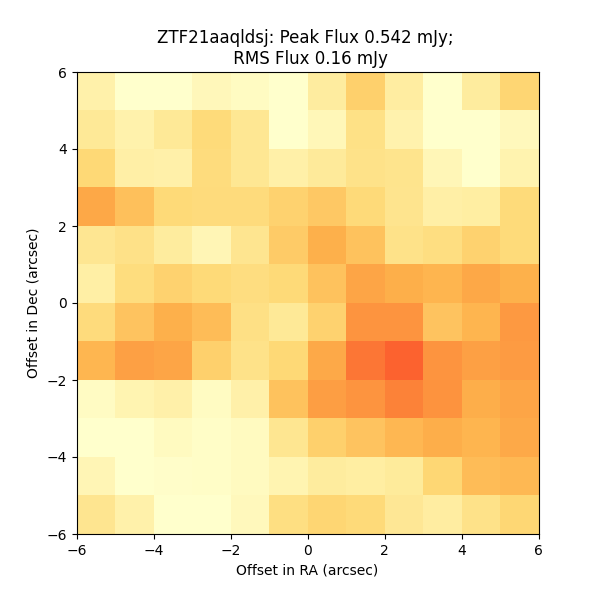 ZTF21aaqldsj: Peak Flux 0.542 mJy;
RMS Flux 0.16 mJy
6
4
2
0
−2
−4
−6
Offset in Dec (arcsec)
−6 −4 −2 0 2 4 6
Offset in RA (arcsec)